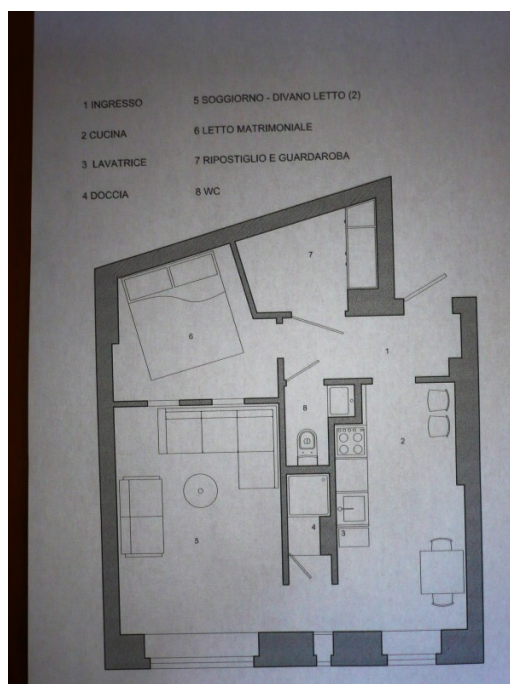 1 INGRESSO
5 SOGGIORNO - DIVANO LETTO (2)
2 CUCINA
6 LETTO MATRIMONIALE
3 LAVATRICE
7 RIPOSTIGLIO E GUARDAROBA
4 DOCCIA
8 WC
7
6
1
8
2
5
4
3